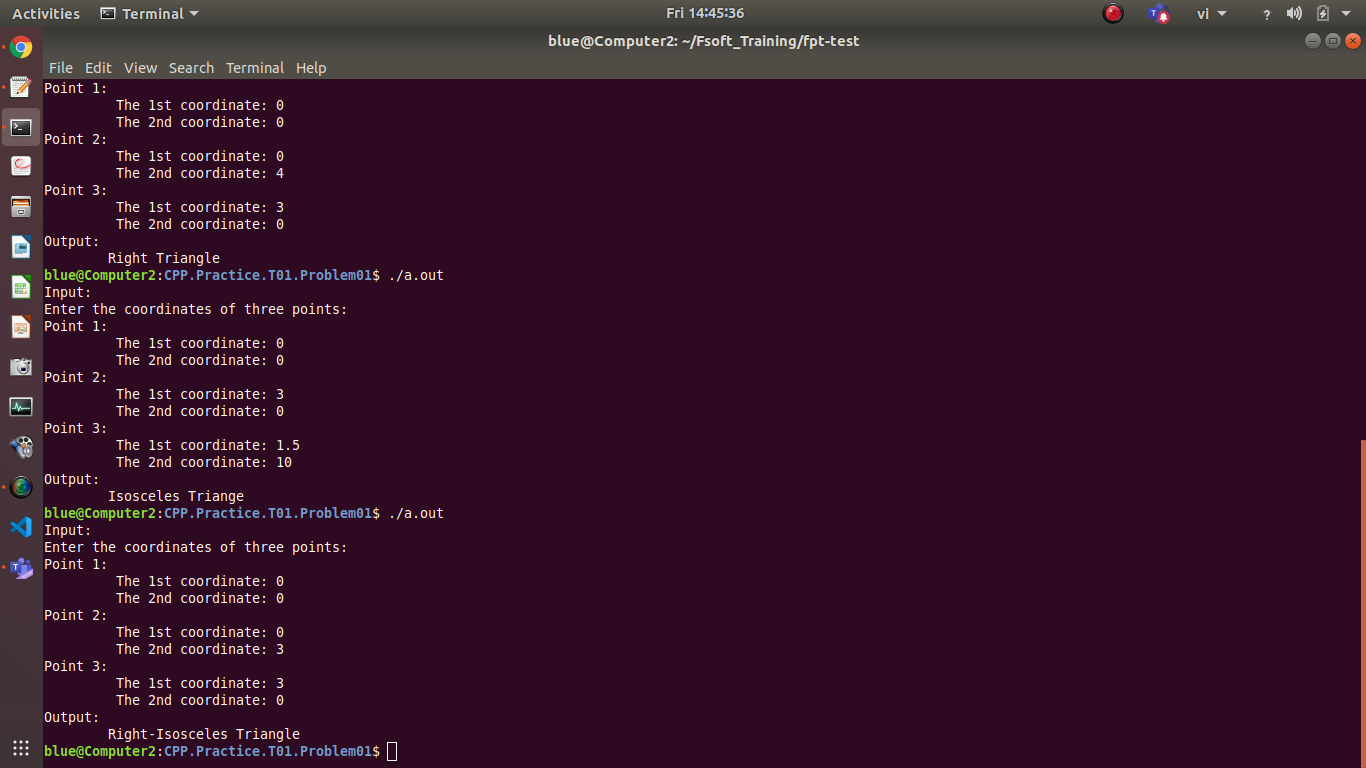 Activities Terminal Fri 14:45:36 vi ?
blue@Computer2: ~/Fsoft_Training/fpt-test
File Edit View Search Terminal Help
Point 1:
The 1st coordinate: 0
The 2nd coordinate: 0
Point 2:
The 1st coordinate: 0
The 2nd coordinate: 4
Point 3:
The 1st coordinate: 3
The 2nd coordinate: 0
Output:
Right Triangle
blue@Computer2:CPP.Practice.T01.Problem01$ ./a.out
Input:
Enter the coordinates of three points:
Point 1:
The 1st coordinate: 0
The 2nd coordinate: 0
Point 2:
The 1st coordinate: 3
The 2nd coordinate: 0
Point 3:
The 1st coordinate: 1.5
The 2nd coordinate: 10
Output:
Isosceles Triange
blue@Computer2:CPP.Practice.T01.Problem01$ ./a.out
Input:
Enter the coordinates of three points:
Point 1:
The 1st coordinate: 0
The 2nd coordinate: 0
Point 2:
The 1st coordinate: 0
The 2nd coordinate: 3
Point 3:
The 1st coordinate: 3
The 2nd coordinate: 0
Output:
Right-Isosceles Triangle
blue@Computer2:CPP.Practice.T01.Problem01$